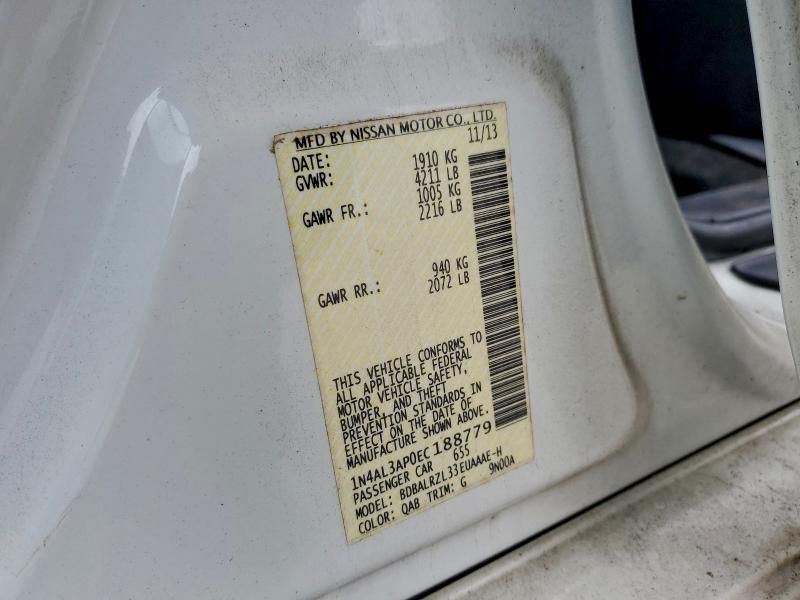 MFD BY NISSAN MOTOR CO., LTD.
DATE: 11/13
GVWR: 1910 KG
4211 LB
GAWR FR.: 1005 KG
2216 LB
GAWR RR.: 940 KG
2072 LB
THIS VEHICLE CONFORMS TO
ALL APPLICABLE FEDERAL
MOTOR VEHICLE SAFETY,
BUMPER, AND THEFT
PREVENTION STANDARDS IN
EFFECT ON THE DATE OF
MANUFACTURE SHOWN ABOVE.
1N4AL3AP0EC188779
PASSENGER CAR 655
MODEL: BDBALRZL33EUAAAE-H
COLOR: QAB TRIM: G 9N00A